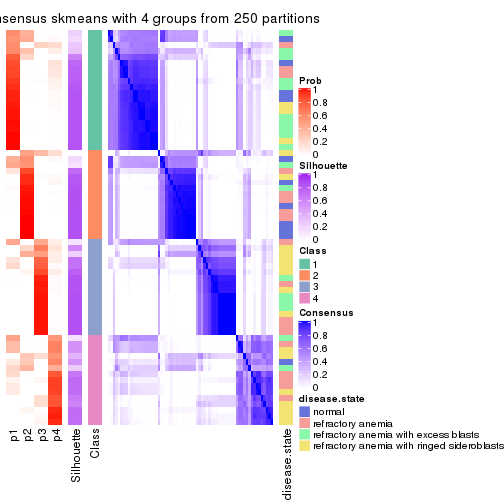 nsensus skmeans with 4 groups from 250 partitions
Prob
1
0.8
0.6
0.4
0.2
0
Silhouette
1
0.8
0.6
0.4
0.2
0
Class
1
2
3
4
Consensus
1
0.8
0.6
0.4
0.2
0
disease.state
normal
refractory anemia
refractory anemia with excess blasts
refractory anemia with ringed sideroblasts
p1
p2
p3
p4
Silhouette
Class
disease.state